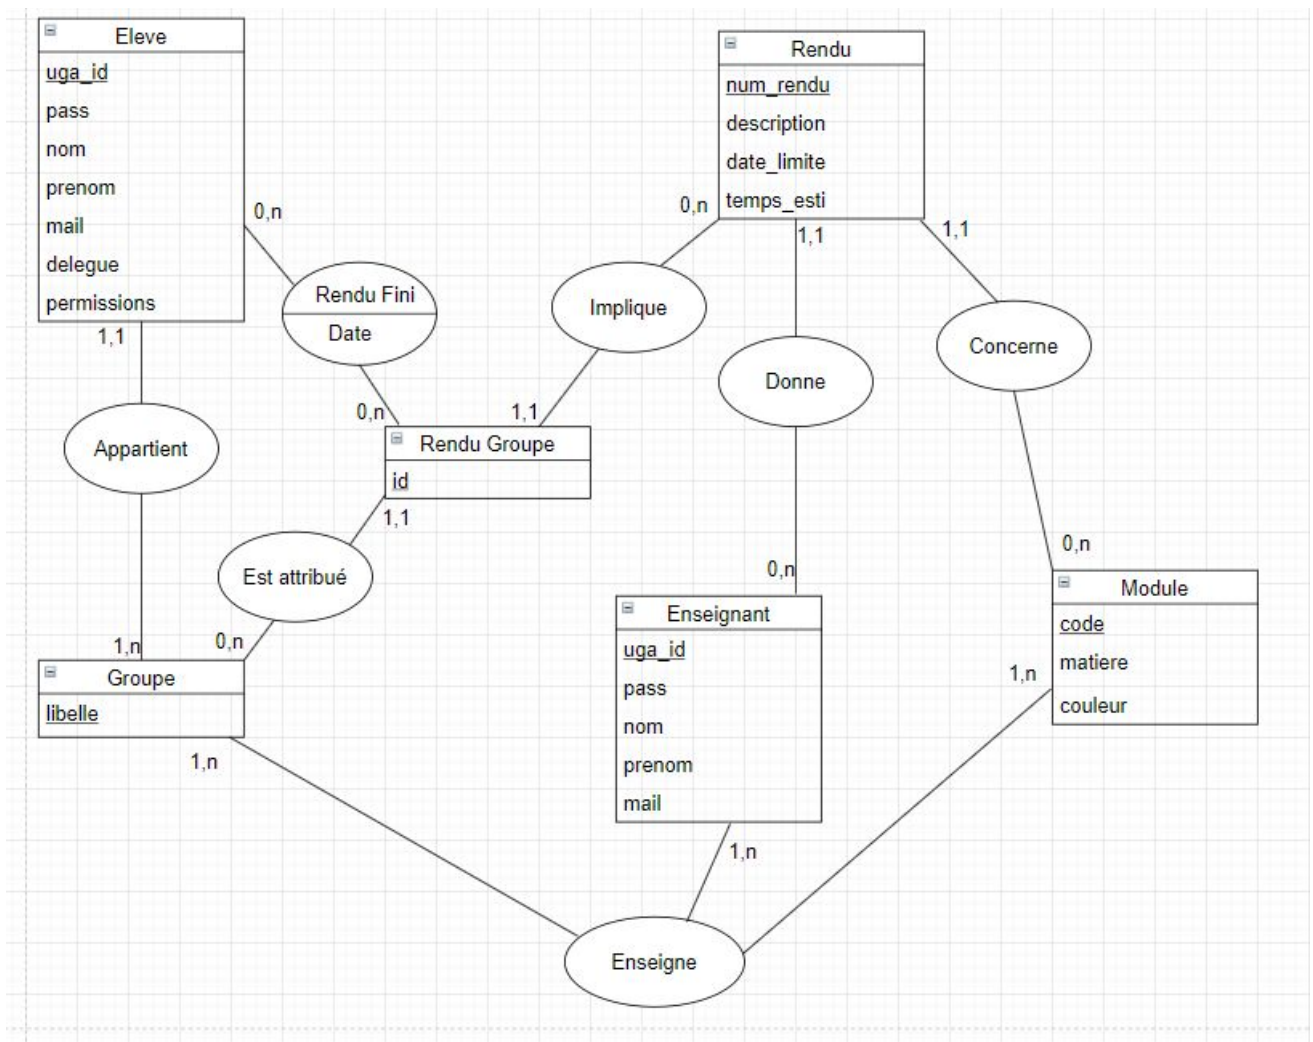 Eleve
uga_id
pass
nom
prenom
mail
delegue
permissions
1,1
0,n
Rendu Fini
Date
0,n
Appartient
1,n
Groupe
libelle
1,n
0,n
Est attribué
1,1
Rendu Groupe
id
1,1
Implique
0,n
Rendu
num_rendu
description
date_limite
temps_esti
1,1
Donne
0,n
1,1
Concerne
0,n
Enseignant
uga_id
pass
nom
prenom
mail
1,n
Module
code
matiere
couleur
1,n
Enseigne